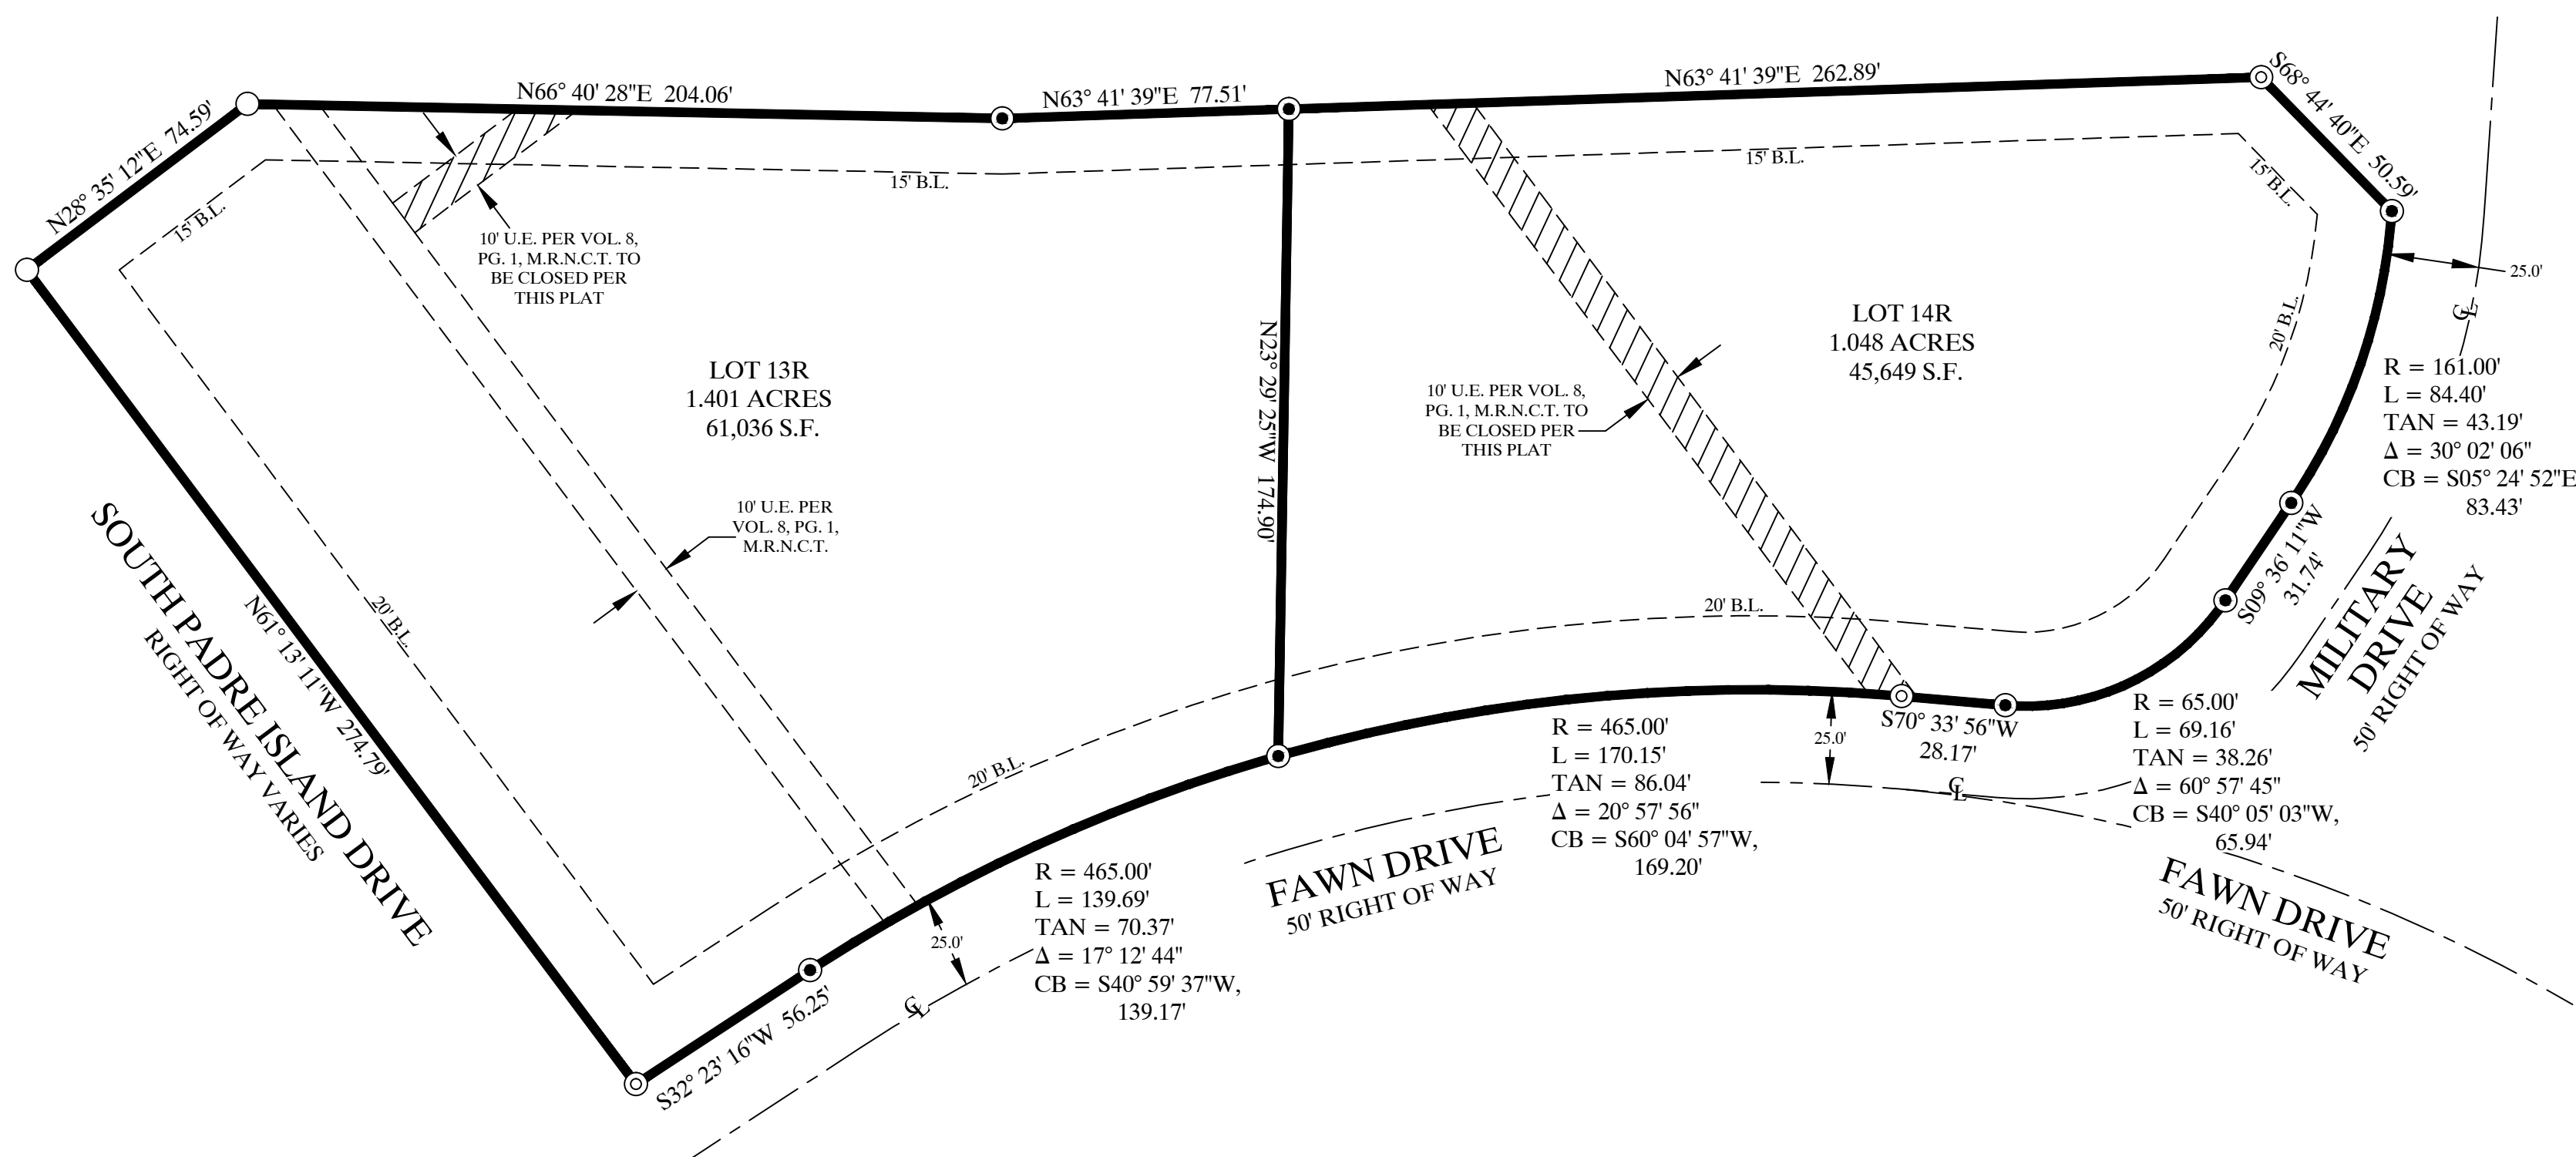 N66° 40' 28"E 204.06'
N63° 41' 39"E 77.51'
N63° 41' 39"E 262.89'
S68° 44' 40"E 50.59'
N28° 35' 12"E 74.59'
15' B.L.
15' B.L.
15' B.L.
15' B.L.
10' U.E. PER VOL. 8,
PG. 1, M.R.N.C.T. TO
BE CLOSED PER
THIS PLAT
25.0'
C L
LOT 13R
1.401 ACRES
61,036 S.F.
N23° 29' 25"W 174.90'
LOT 14R
1.048 ACRES
45,649 S.F.
20' B.L.
10' U.E. PER VOL. 8,
PG. 1, M.R.N.C.T. TO
BE CLOSED PER
THIS PLAT
R = 161.00'
L = 84.40'
TAN = 43.19'
Δ = 30° 02' 06"
CB = S05° 24' 52"E
83.43'
10' U.E. PER
VOL. 8, PG. 1,
M.R.N.C.T.
SOUTH PADRE ISLAND DRIVE
RIGHT OF WAY VARIES
N61° 13' 11"W 274.79'
20' B.L.
20' B.L.
20' B.L.
S09° 36' 11"W
31.74'
MILITARY
DRIVE
50' RIGHT OF WAY
S70° 33' 56"W
28.17'
25.0'
C L
R = 465.00'
L = 170.15'
TAN = 86.04'
Δ = 20° 57' 56"
CB = S60° 04' 57"W,
169.20'
R = 65.00'
L = 69.16'
TAN = 38.26'
Δ = 60° 57' 45"
CB = S40° 05' 03"W,
65.94'
FAWN DRIVE
50' RIGHT OF WAY
FAWN DRIVE
50' RIGHT OF WAY
R = 465.00'
L = 139.69'
TAN = 70.37'
Δ = 17° 12' 44"
CB = S40° 59' 37"W,
139.17'
25.0'
C L
S32° 23' 16"W 56.25'